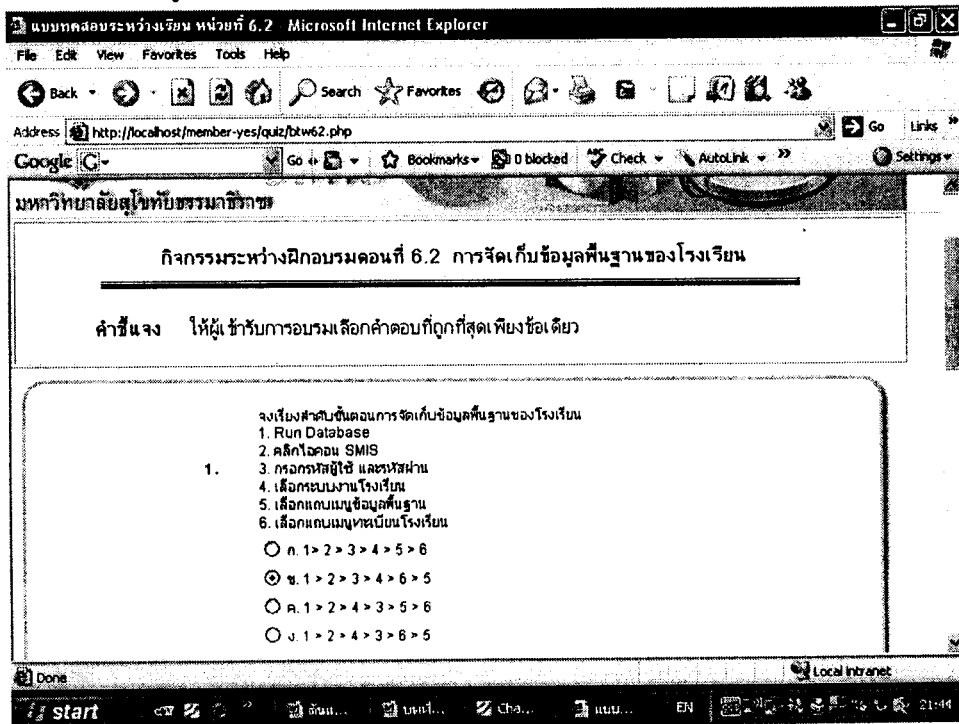 แบบทดสอบระหว่างเรียน หน่วยที่ 6.2 - Microsoft Internet Explorer
File Edit View Favorites Tools Help
Back Search Favorites
Address http://localhost/member-yes/quiz/btw62.php Go Links »
Google G Go Bookmarks 0 blocked Check AutoLink » Settings
มหาวิทยาลัยสุโขทัยธรรมาธิราช
กิจกรรมระหว่างฝึกอบรมตอนที่ 6.2 การจัดเก็บข้อมูลพื้นฐานของโรงเรียน
คำชี้แจง ให้ผู้เข้ารับการอบรมเลือกคำตอบที่ถูกที่สุดเพียงข้อเดียว
จงเรียงลำดับขั้นตอนการจัดเก็บข้อมูลพื้นฐานของโรงเรียน
1. Run Database
2. คลิกไอคอน SMIS
1. 3. กรอกรหัสผู้ใช้ และรหัสผ่าน
4. เลือกระบบงานโรงเรียน
5. เลือกแถบเมนูข้อมูลพื้นฐาน
6. เลือกแถบเมนูทะเบียนโรงเรียน
ก. 1 > 2 > 3 > 4 > 5 > 6
ข. 1 > 2 > 3 > 4 > 6 > 5
ค. 1 > 2 > 4 > 3 > 5 > 6
ง. 1 > 2 > 4 > 3 > 6 > 5
Done Local intranet
start Cha... แบบ... EN 21:44